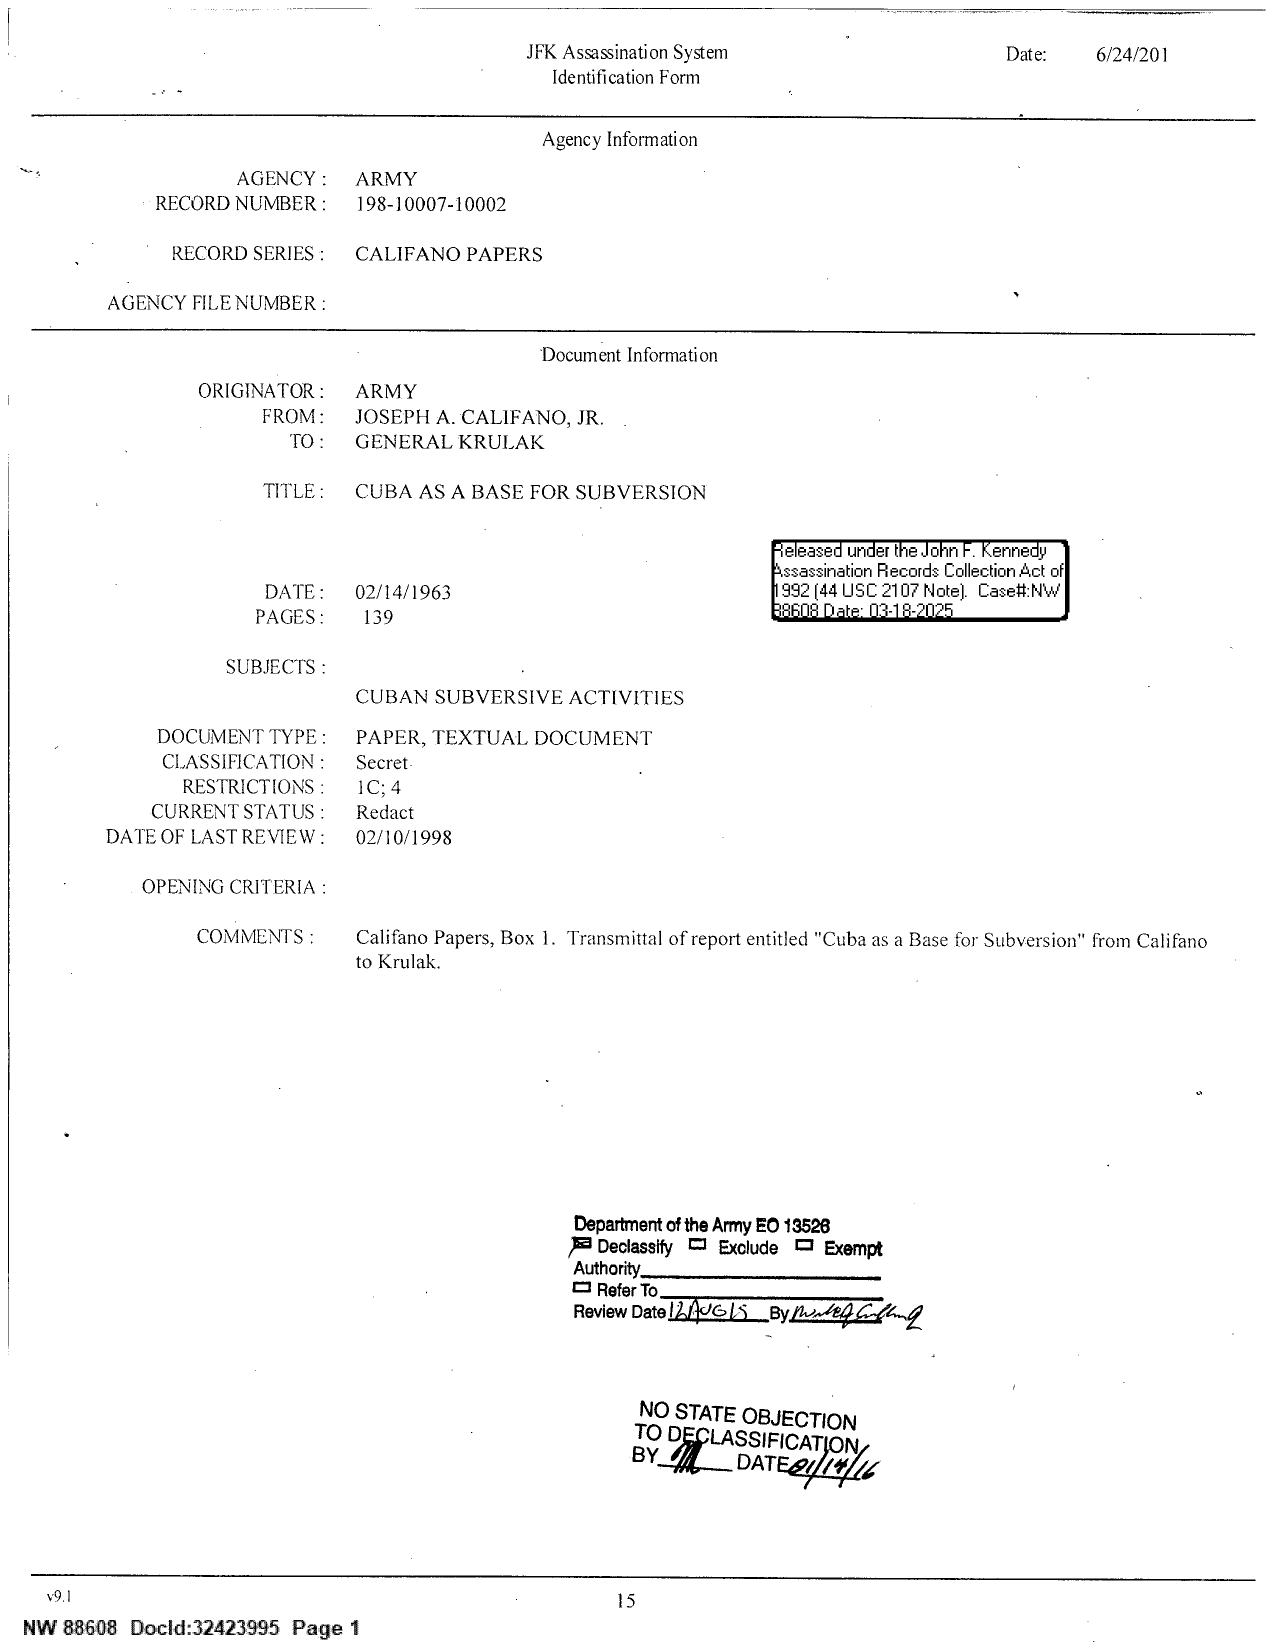 JFK Assassination System
Identification Form
Date: 6/24/201
Agency Information
AGENCY : ARMY
RECORD NUMBER : 198-10007-10002
RECORD SERIES : CALIFANO PAPERS
AGENCY FILE NUMBER :
Document Information
ORIGINATOR : ARMY
FROM : JOSEPH A. CALIFANO, JR.
TO : GENERAL KRULAK
TITLE : CUBA AS A BASE FOR SUBVERSION
Released under the John F. Kennedy
Assassination Records Collection Act of
1992 (44 USC 2107 Note). Case#:NW
88608 Date: 03-18-2025
DATE : 02/14/1963
PAGES : 139
SUBJECTS :
CUBAN SUBVERSIVE ACTIVITIES
DOCUMENT TYPE : PAPER, TEXTUAL DOCUMENT
CLASSIFICATION : Secret
RESTRICTIONS : 1C; 4
CURRENT STATUS : Redact
DATE OF LAST REVIEW : 02/10/1998
OPENING CRITERIA :
COMMENTS : Califano Papers, Box 1. Transmittal of report entitled "Cuba as a Base for Subversion" from Califano
to Krulak.
Department of the Army EO 13526
Declassify Exclude Exempt
Authority
Refer To
Review Date 12AUG15 By
NO STATE OBJECTION
TO DECLASSIFICATION
BY DATE 01/14/16
v9.1
15
NW 88608 DocId:32423995 Page 1